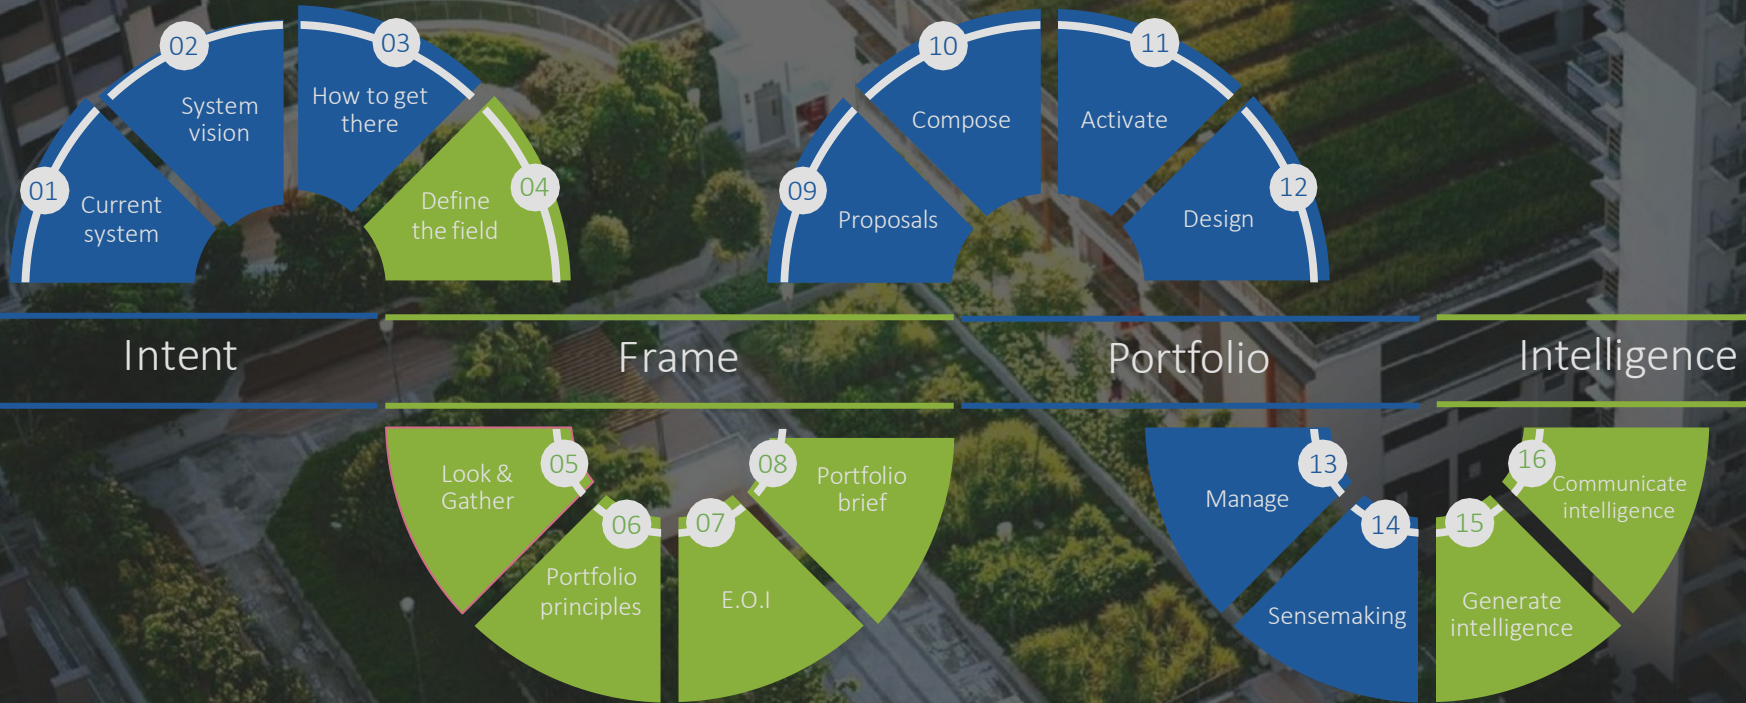 01
Current
system
02
System
vision
03
How to get
there
04
Define
the field
09
Proposals
10
Compose
11
Activate
12
Design
Intent
Frame
Portfolio
Intelligence
05
Look &
Gather
06
Portfolio
principles
07
E.O.I
08
Portfolio
brief
13
Manage
14
Sensemaking
15
Generate
intelligence
16
Communicate
intelligence